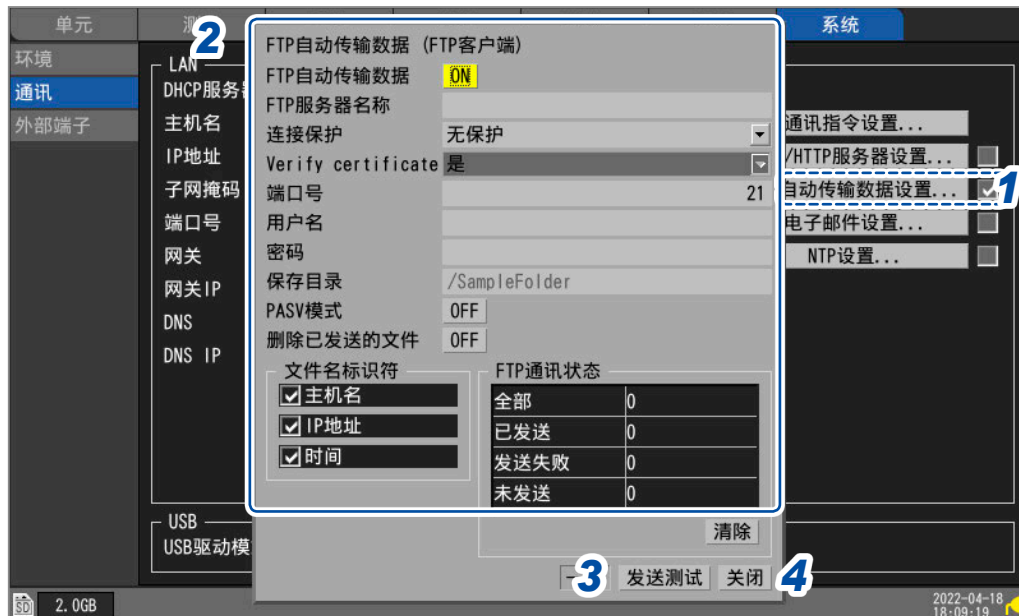 单元
测
系统
环境
通讯
外部端子
2
FTP自动传输数据 (FTP客户端)
FTP自动传输数据 ON
FTP服务器名称
连接保护 无保护
Verify certificate 是
端口号 21
用户名
密码
保存目录 /SampleFolder
PASV模式 OFF
删除已发送的文件 OFF
文件名标识符
主机名
IP地址
时间
FTP通讯状态
全部 0
已发送 0
发送失败 0
未发送 0
清除
3 发送测试 关闭 4
LAN
DHCP服务
主机名
IP地址
子网掩码
端口号
网关
网关IP
DNS
DNS IP
通讯指令设置...
/HTTP服务器设置...
自动传输数据设置... 1
电子邮件设置...
NTP设置...
USB
USB驱动模
SD 2.0GB
2022-04-18
18:09:19